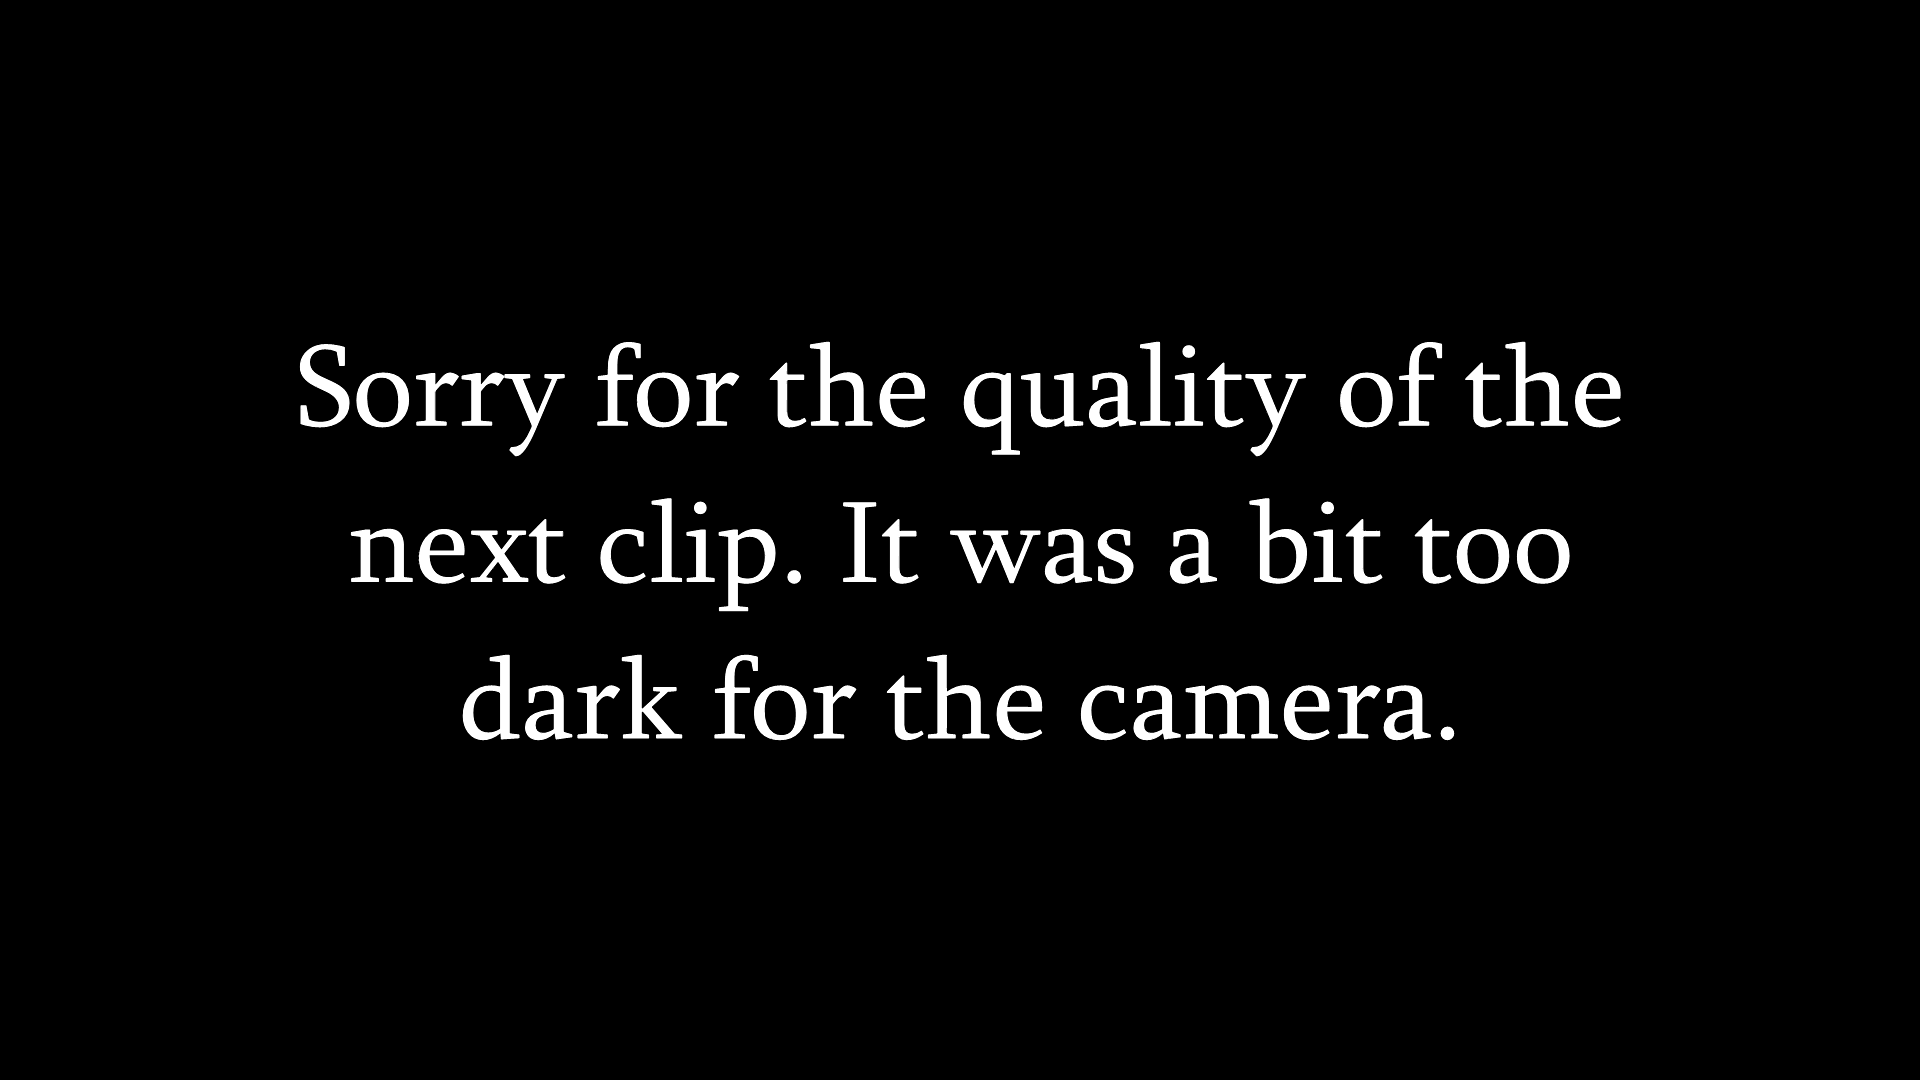 Sorry for the quality of the
next clip. It was a bit too
dark for the camera.